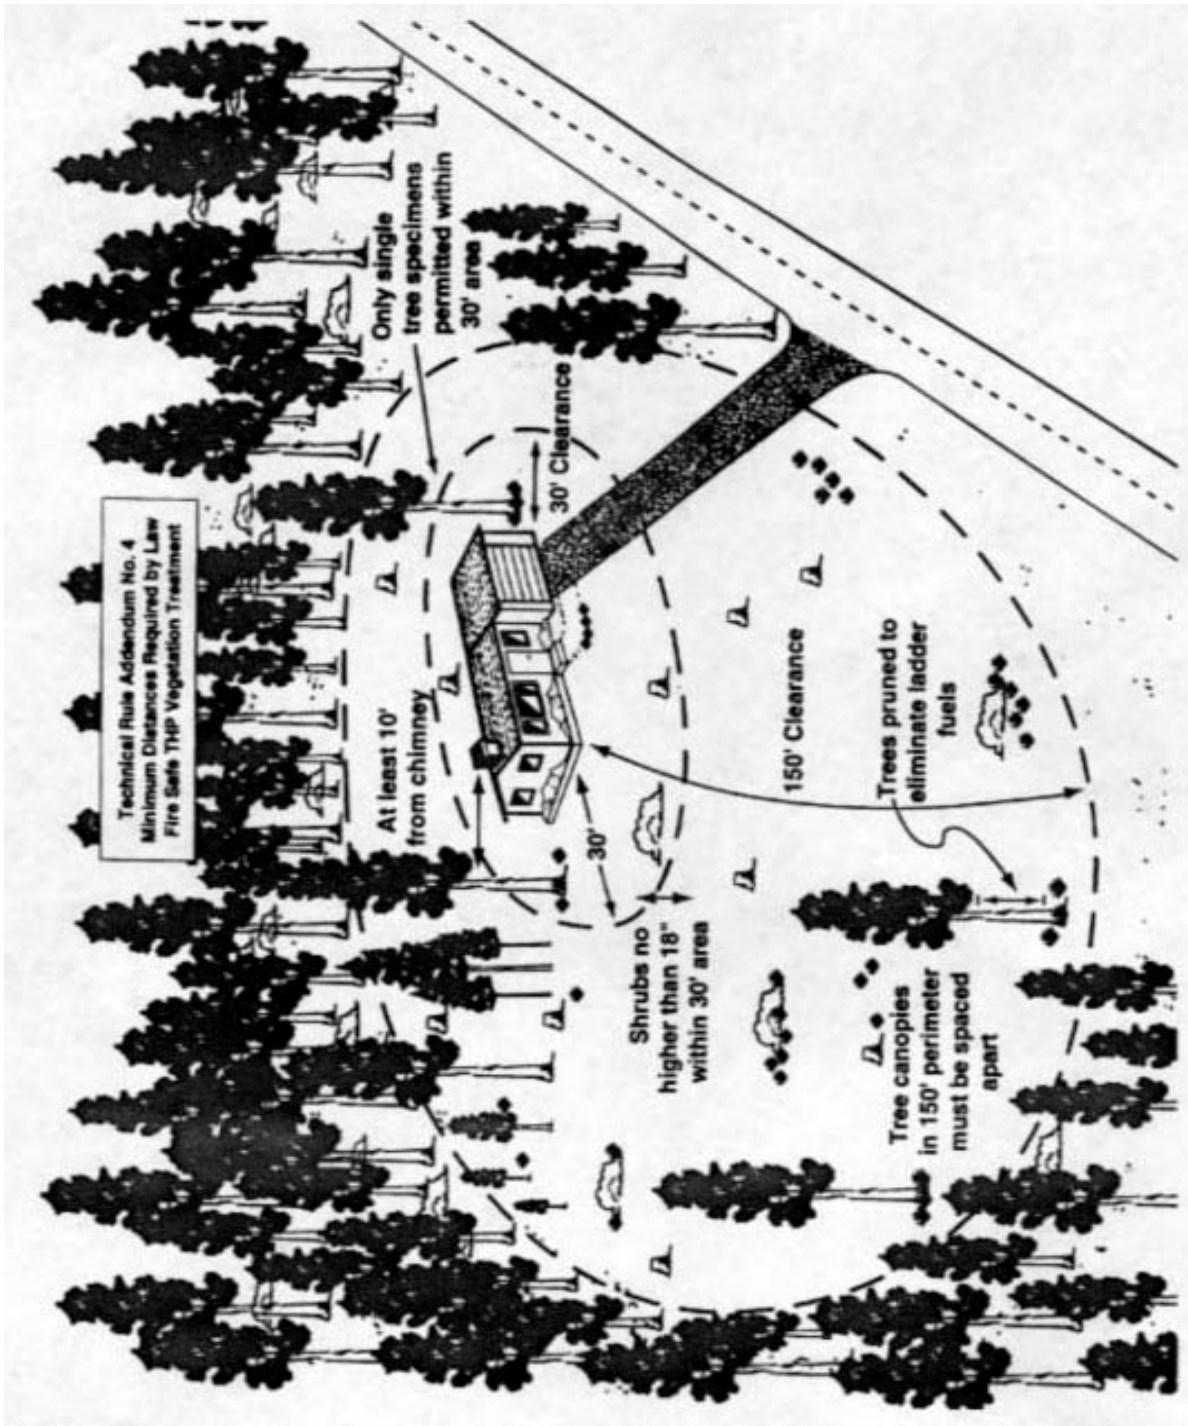 Technical Rule Addendum No. 4
Minimum Distances Required by Law
Fire Safe THP Vegetation Treatment
At least 10'
from chimney
Only single
tree specimens
permitted within
30' area
30' Clearance
30'
Shrubs no
higher than 18"
within 30' area
150' Clearance
Tree canopies
in 150' perimeter
must be spaced
apart
Trees pruned to
eliminate ladder
fuels